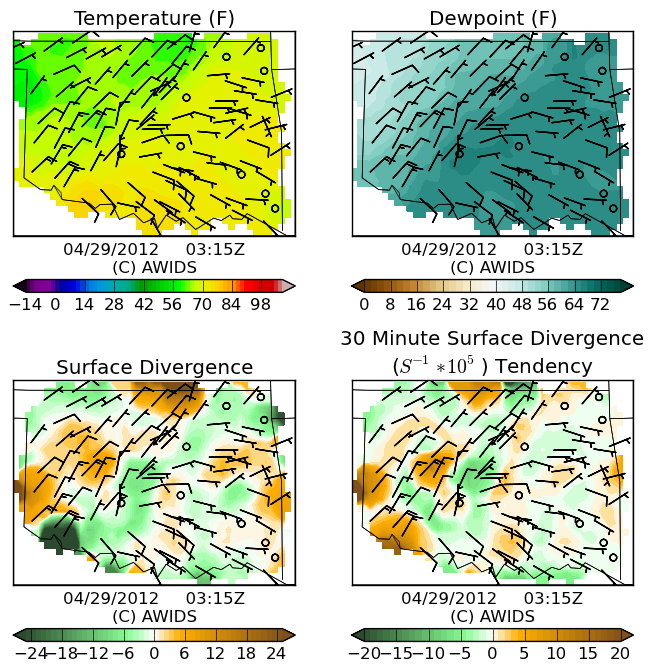 Temperature (F)
Dewpoint (F)
04/29/2012 03:15Z
(C) AWIDS
04/29/2012 03:15Z
(C) AWIDS
−14 0 14 28 42 56 70 84 98
0 8 16 24 32 40 48 56 64 72
Surface Divergence
30 Minute Surface Divergence
(S⁻¹ *10⁵ ) Tendency
04/29/2012 03:15Z
(C) AWIDS
04/29/2012 03:15Z
(C) AWIDS
−24 −18 −12 −6 0 6 12 18 24
−20 −15 −10 −5 0 5 10 15 20